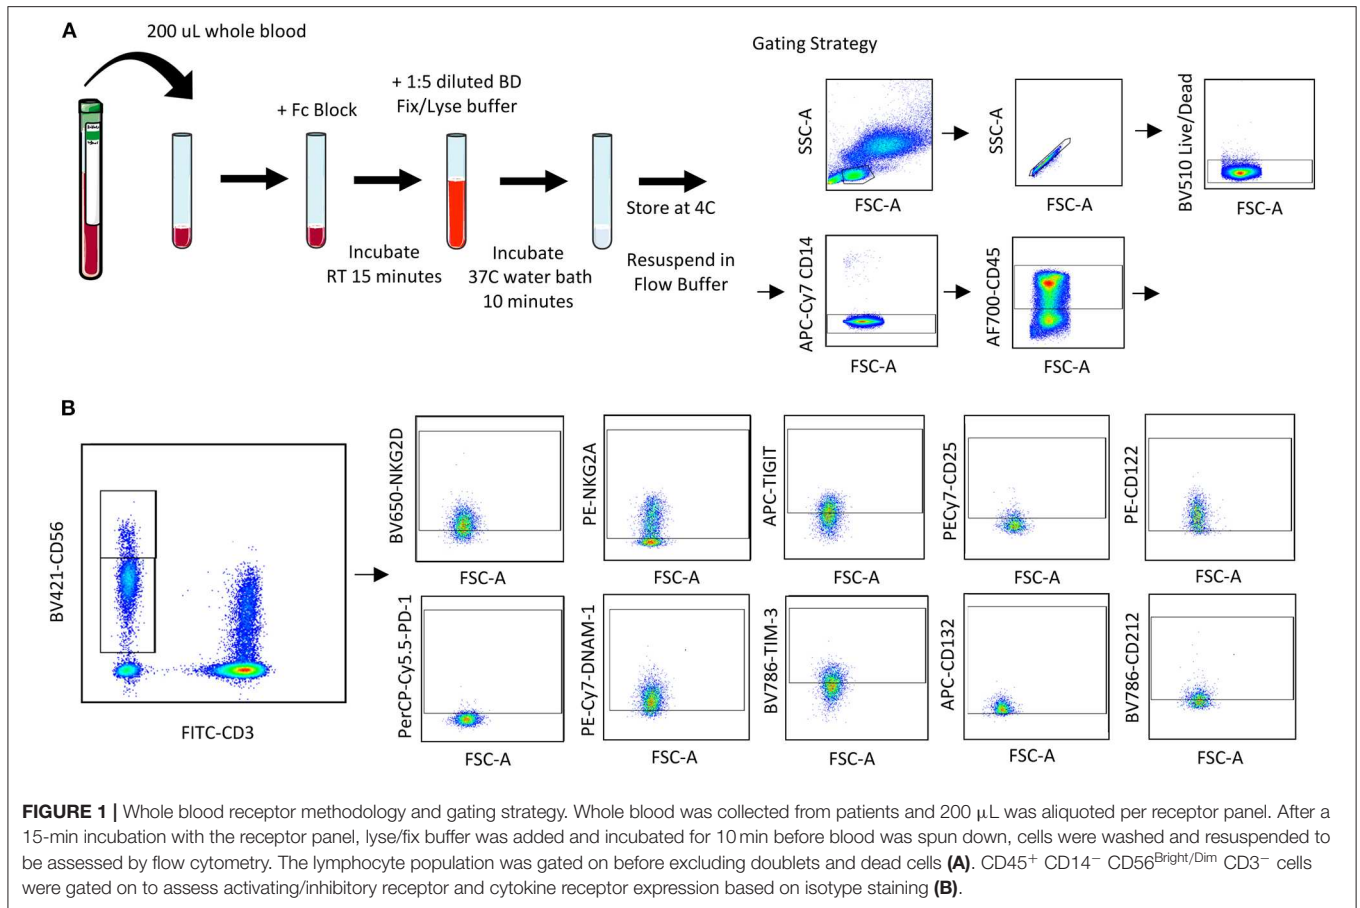 A
200 uL whole blood
+ Fc Block
+ 1:5 diluted BD
Fix/Lyse buffer
Incubate
RT 15 minutes
Incubate
37C water bath
10 minutes
Store at 4C
Resuspend in
Flow Buffer
Gating Strategy
SSC-A
FSC-A
SSC-A
FSC-A
BV510 Live/Dead
FSC-A
APC-Cy7 CD14
FSC-A
AF700-CD45
FSC-A
B
BV421-CD56
FITC-CD3
BV650-NKG2D
FSC-A
PE-NKG2A
FSC-A
APC-TIGIT
FSC-A
PECy7-CD25
FSC-A
PE-CD122
FSC-A
PerCP-Cy5.5-PD-1
FSC-A
PE-Cy7-DNAM-1
FSC-A
BV786-TIM-3
FSC-A
APC-CD132
FSC-A
BV786-CD212
FSC-A
FIGURE 1 | Whole blood receptor methodology and gating strategy. Whole blood was collected from patients and 200 μL was aliquoted per receptor panel. After a
15-min incubation with the receptor panel, lyse/fix buffer was added and incubated for 10 min before blood was spun down, cells were washed and resuspended to
be assessed by flow cytometry. The lymphocyte population was gated on before excluding doublets and dead cells (A). CD45+ CD14− CD56Bright/Dim CD3− cells
were gated on to assess activating/inhibitory receptor and cytokine receptor expression based on isotype staining (B).